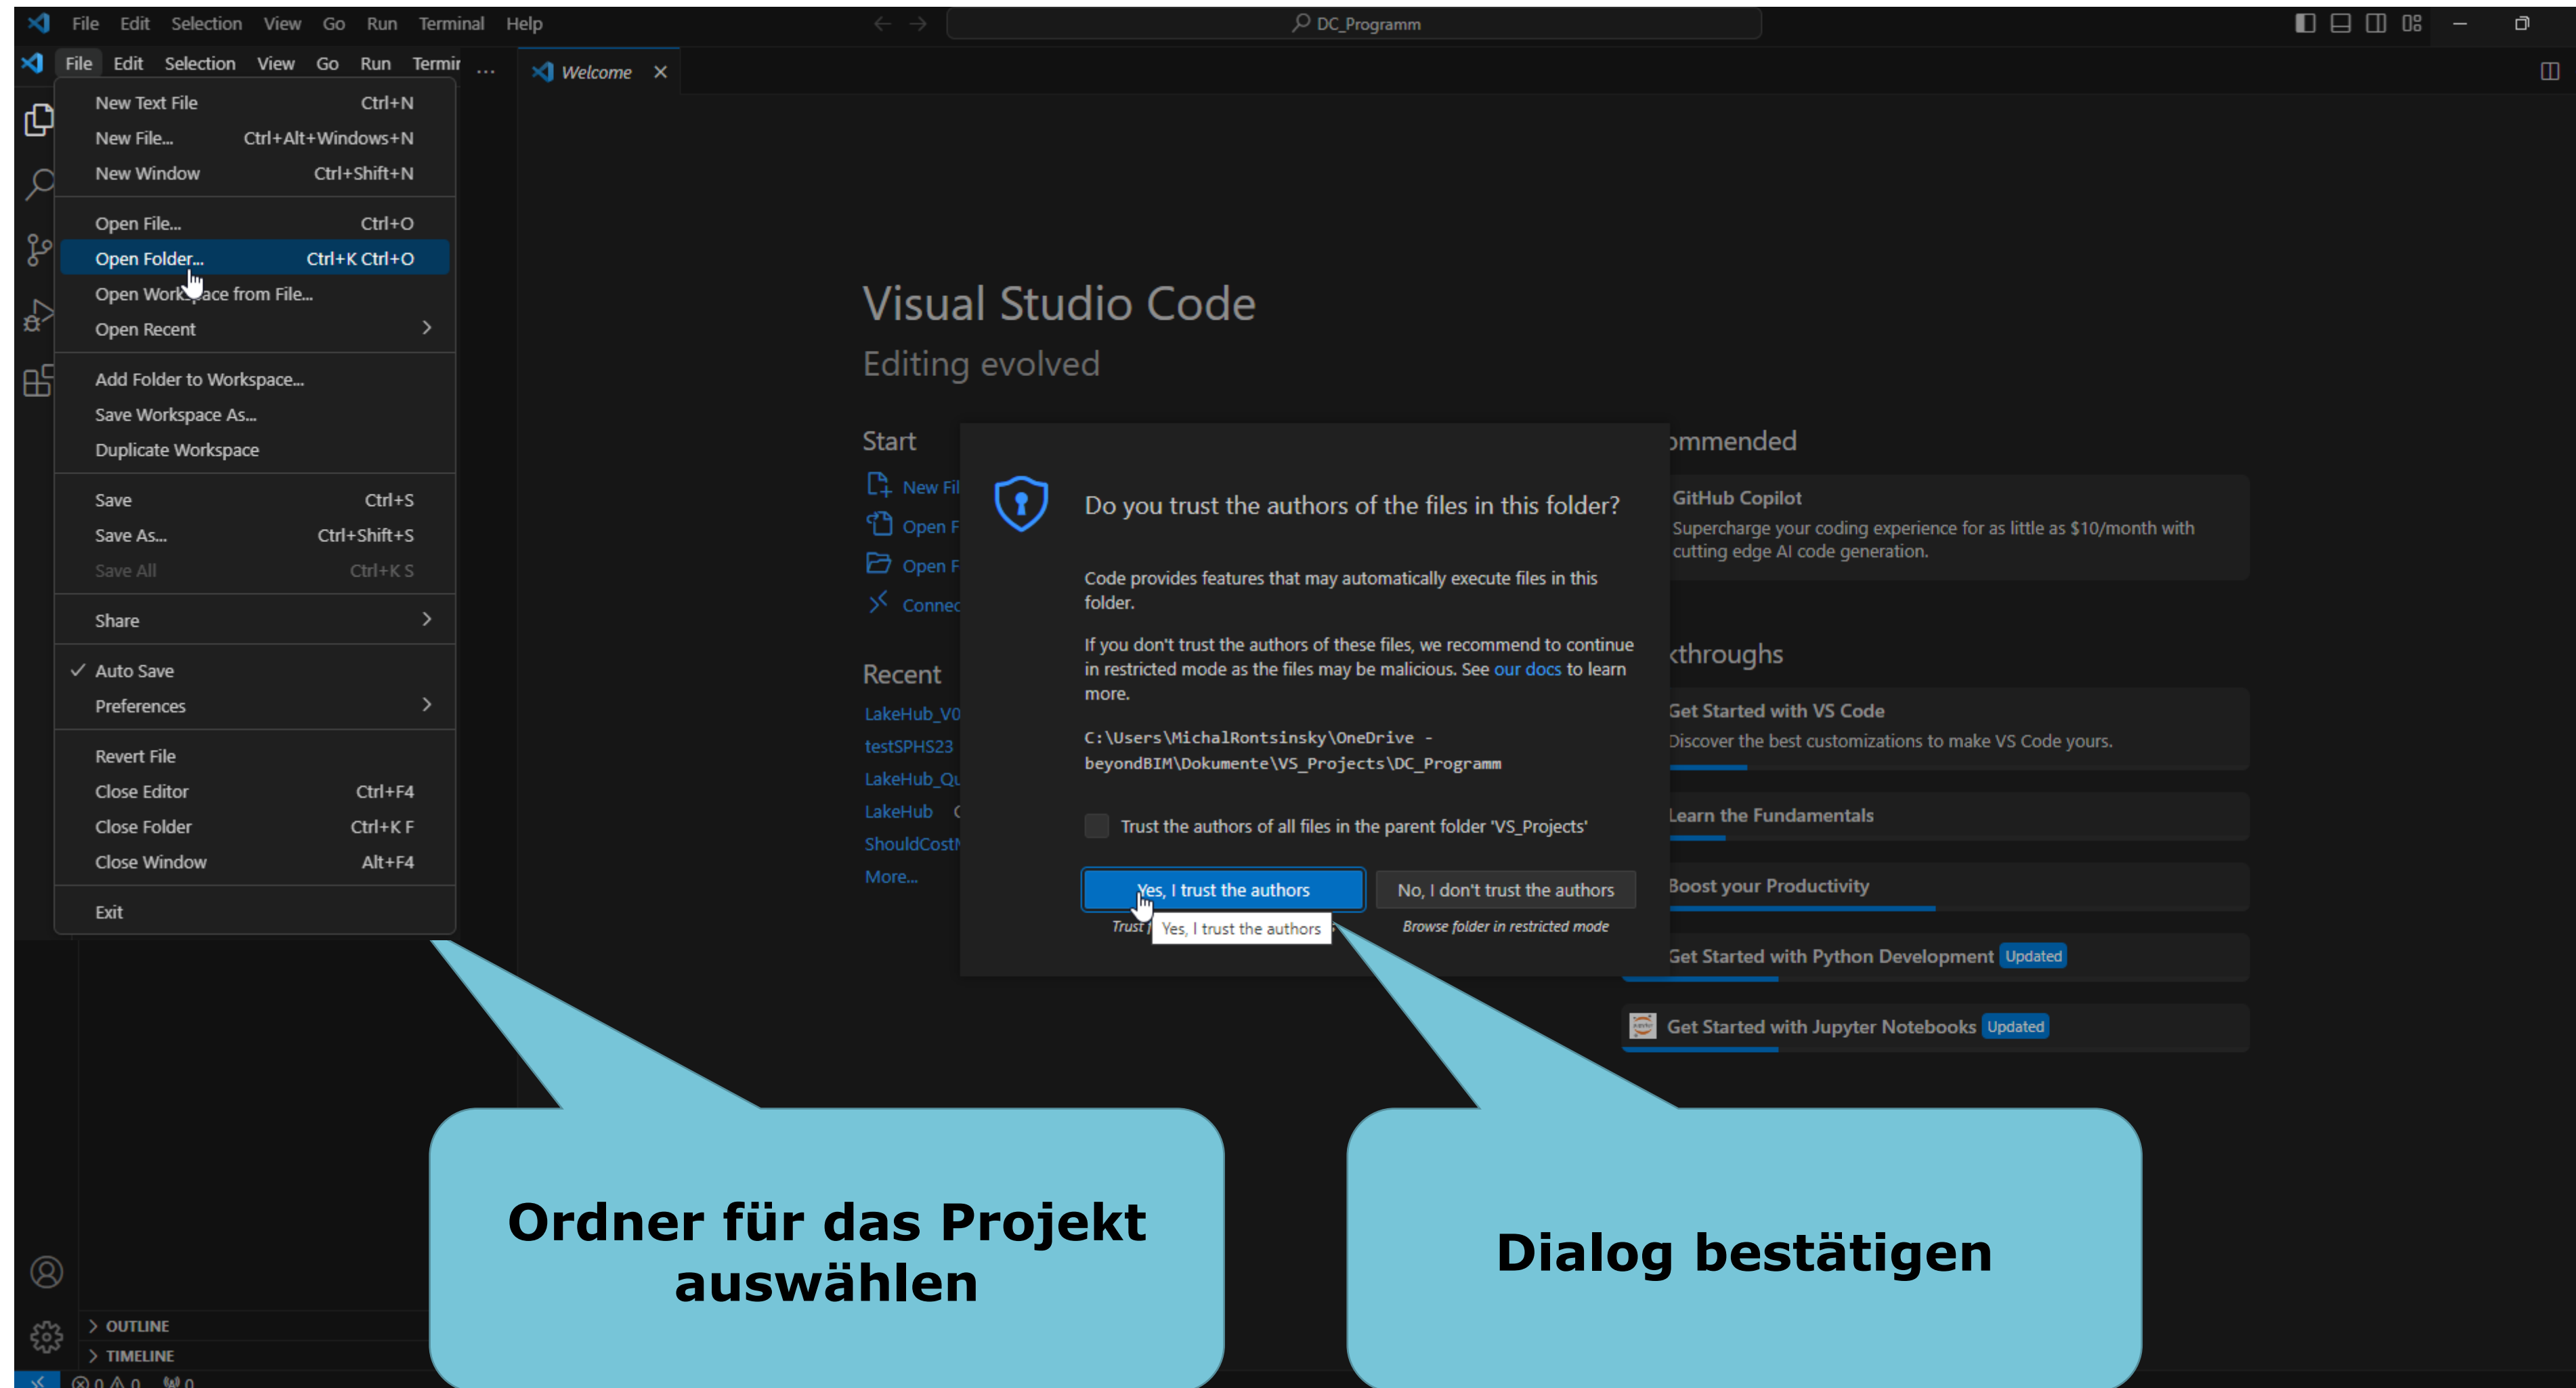 File Edit Selection View Go Run Terminal Help
DC_Programm
File Edit Selection View Go Run Termir ...
Welcome
New Text File Ctrl+N
New File... Ctrl+Alt+Windows+N
New Window Ctrl+Shift+N
Open File... Ctrl+O
Open Folder... Ctrl+K Ctrl+O
Open Workspace from File...
Open Recent
Add Folder to Workspace...
Save Workspace As...
Duplicate Workspace
Save Ctrl+S
Save As... Ctrl+Shift+S
Save All Ctrl+K S
Share
Auto Save
Preferences
Revert File
Close Editor Ctrl+F4
Close Folder Ctrl+K F
Close Window Alt+F4
Exit
OUTLINE
TIMELINE
0 0 0
Visual Studio Code
Editing evolved
Start
New Fil
Open F
Open F
Connec
Recent
LakeHub_V0
testSPHS23
LakeHub_Qu
LakeHub
ShouldCost
More...
Do you trust the authors of the files in this folder?
Code provides features that may automatically execute files in this
folder.
If you don't trust the authors of these files, we recommend to continue
in restricted mode as the files may be malicious. See our docs to learn
more.
C:\Users\MichalRontsinsky\OneDrive -
beyondBIM\Dokumente\VS_Projects\DC_Programm
Trust the authors of all files in the parent folder 'VS_Projects'
Yes, I trust the authors
No, I don't trust the authors
Trust
Yes, I trust the authors
Browse folder in restricted mode
ommended
GitHub Copilot
Supercharge your coding experience for as little as $10/month with
cutting edge AI code generation.
kthroughs
Get Started with VS Code
Discover the best customizations to make VS Code yours.
Learn the Fundamentals
Boost your Productivity
Get Started with Python Development Updated
Get Started with Jupyter Notebooks Updated
Ordner für das Projekt
auswählen
Dialog bestätigen